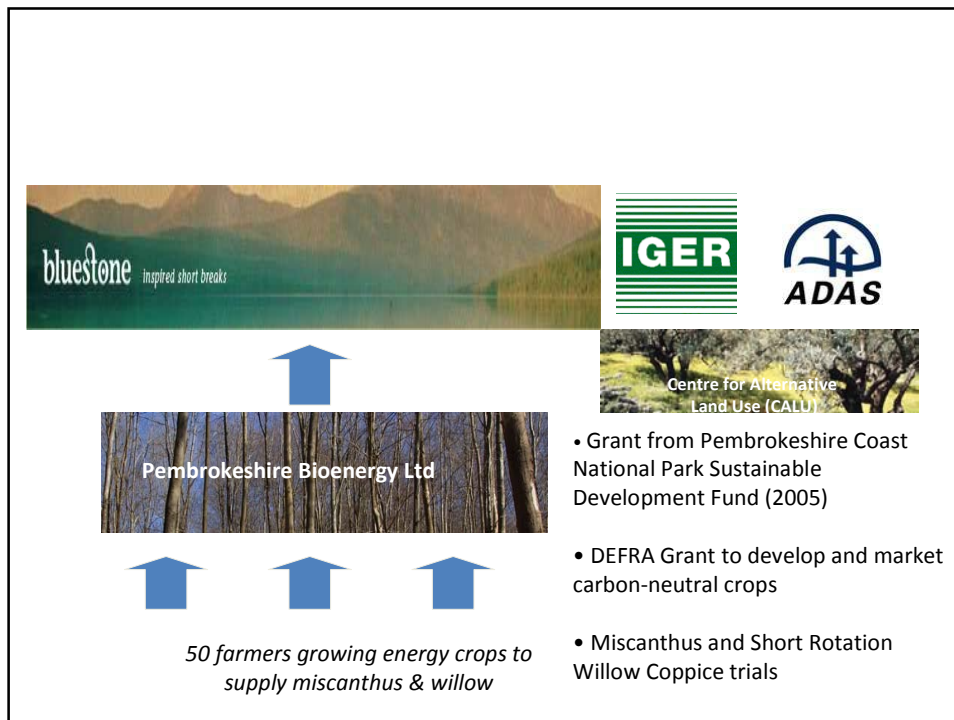 bluestone inspired short breaks
IGER
ADAS
Centre for Alternative
Land Use (CALU)
Pembrokeshire Bioenergy Ltd
50 farmers growing energy crops to
supply miscanthus & willow
• Grant from Pembrokeshire Coast
National Park Sustainable
Development Fund (2005)
• DEFRA Grant to develop and market
carbon-neutral crops
• Miscanthus and Short Rotation
Willow Coppice trials